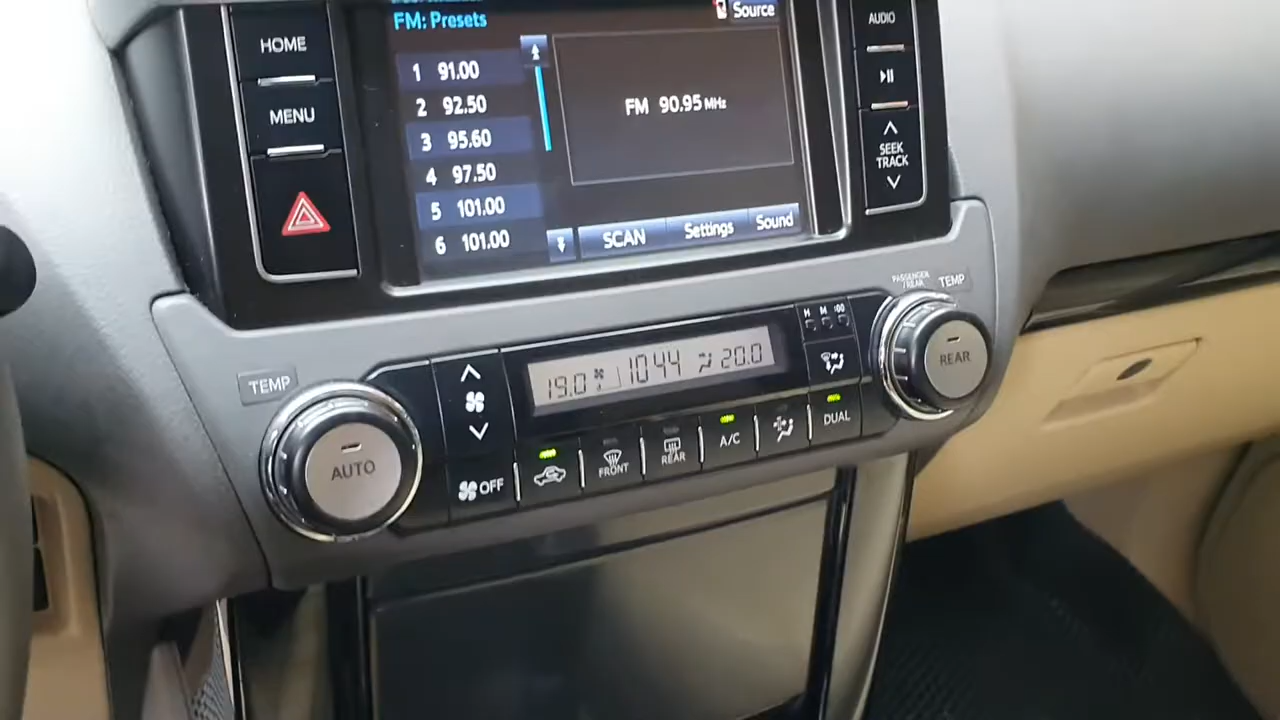 HOME
MENU
FM: Presets
Source
1 91.00
2 92.50
3 95.60
4 97.50
5 101.00
6 101.00
FM 90.95 MHz
SCAN
Settings
Sound
AUDIO
SEEK
TRACK
TEMP
AUTO
OFF
19.0 1044 20.0
H M :00
FRONT
REAR
A/C
DUAL
PASSENGER
/REAR
TEMP
REAR